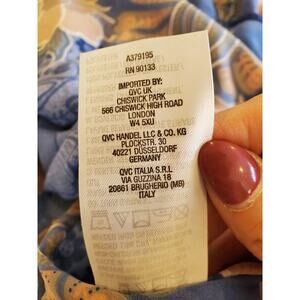 A379195
RN 90133
IMPORTED BY:
QVC UK
CHISWICK PARK
566 CHISWICK HIGH ROAD
LONDON
W4 5XU
QVC HANDEL LLC & CO. KG
PLOCKSTR. 30
40221 DÜSSELDORF
GERMANY
QVC ITALIA S.R.L
VIA GUZZINA 18
20861 BRUGHERIO (MB)
ITALY